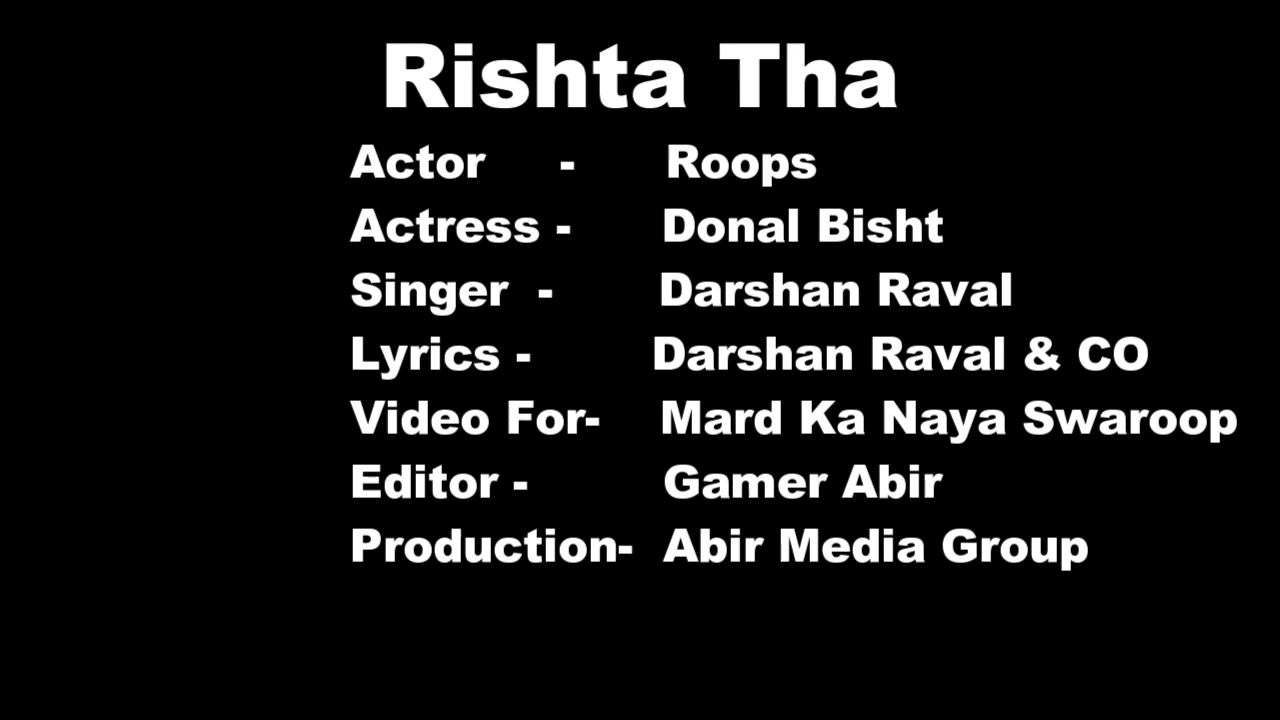 Rishta Tha
Actor - Roops
Actress - Donal Bisht
Singer - Darshan Raval
Lyrics - Darshan Raval & CO
Video For- Mard Ka Naya Swaroop
Editor - Gamer Abir
Production- Abir Media Group